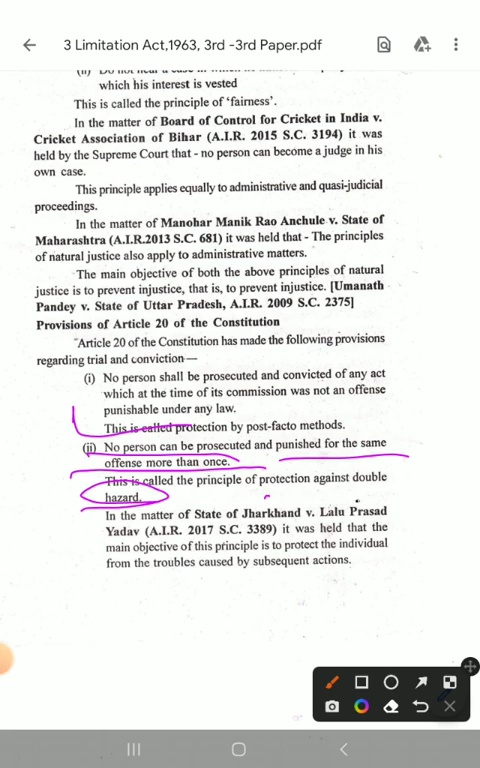 3 Limitation Act,1963, 3rd -3rd Paper.pdf
which his interest is vested
This is called the principle of ‘fairness’.
In the matter of Board of Control for Cricket in India v.
Cricket Association of Bihar (A.I.R. 2015 S.C. 3194) it was
held by the Supreme Court that - no person can become a judge in his
own case.
This principle applies equally to administrative and quasi-judicial
proceedings.
In the matter of Manohar Manik Rao Anchule v. State of
Maharashtra (A.I.R.2013 S.C. 681) it was held that - The principles
of natural justice also apply to administrative matters.
The main objective of both the above principles of natural
justice is to prevent injustice, that is, to prevent injustice. [Umanath
Pandey v. State of Uttar Pradesh, A.I.R. 2009 S.C. 2375]
Provisions of Article 20 of the Constitution
Article 20 of the Constitution has made the following provisions
regarding trial and conviction—
(i) No person shall be prosecuted and convicted of any act
which at the time of its commission was not an offense
punishable under any law.
This is called protection by post-facto methods.
(ii) No person can be prosecuted and punished for the same
offense more than once.
This is called the principle of protection against double
hazard.
In the matter of State of Jharkhand v. Lalu Prasad
Yadav (A.I.R. 2017 S.C. 3389) it was held that the
main objective of this principle is to protect the individual
from the troubles caused by subsequent actions.